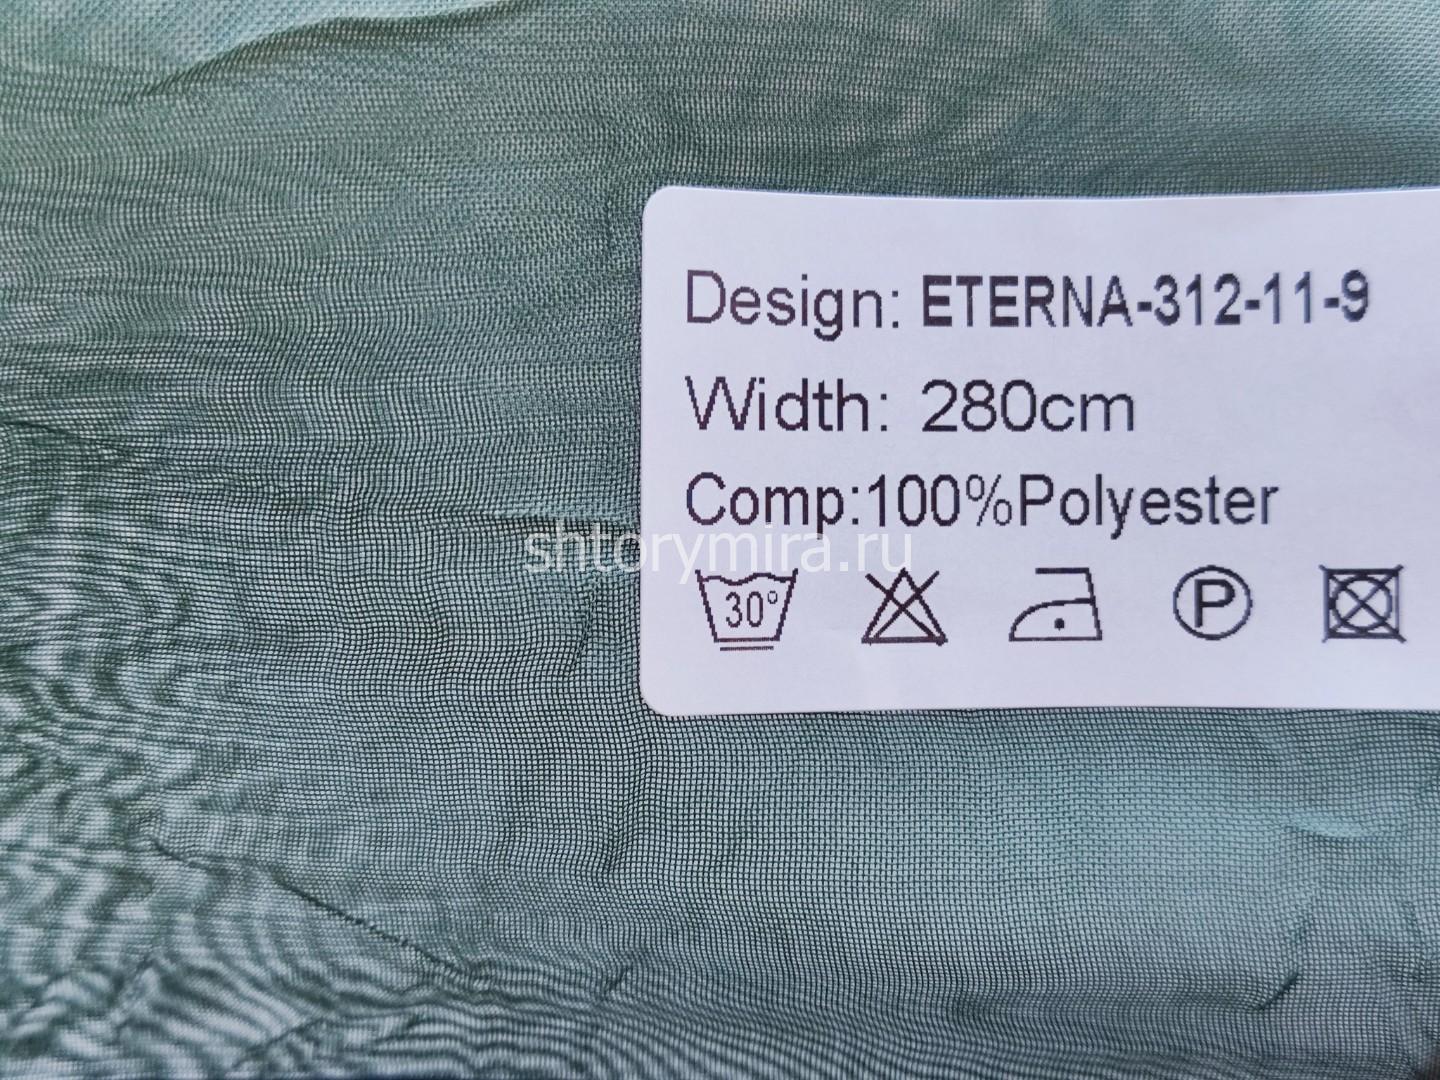 Design: ETERNA-312-11-9
Width: 280cm
Comp:100%Polyester
shtorymira.ru
30°
P